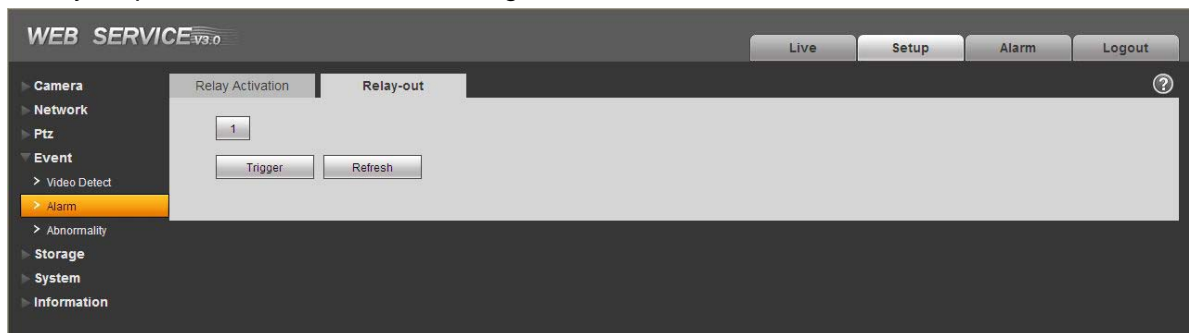 WEB SERVICE V3.0
Live Setup Alarm Logout
Camera
Network
Ptz
Event
> Video Detect
> Alarm
> Abnormality
Storage
System
Information
Relay Activation Relay-out
?
1
Trigger Refresh